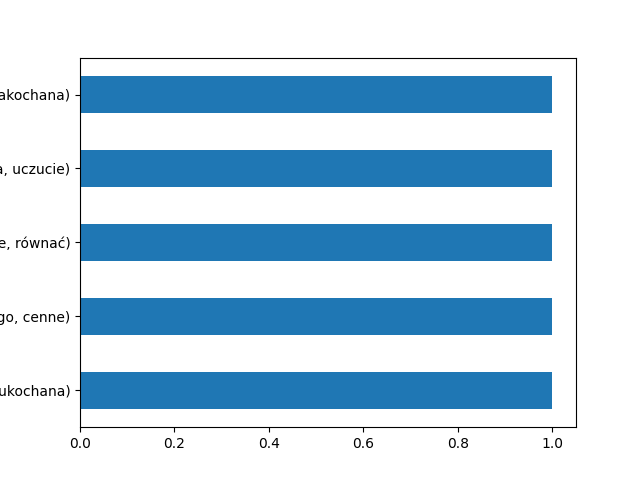 akochana)
, uczucie)
e, równać)
go, cenne)
ukochana)
0.0 0.2 0.4 0.6 0.8 1.0